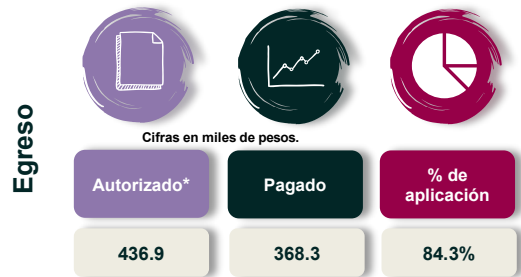 Egreso
Cifras en miles de pesos.
Autorizado*
Pagado
% de
aplicación
436.9
368.3
84.3%